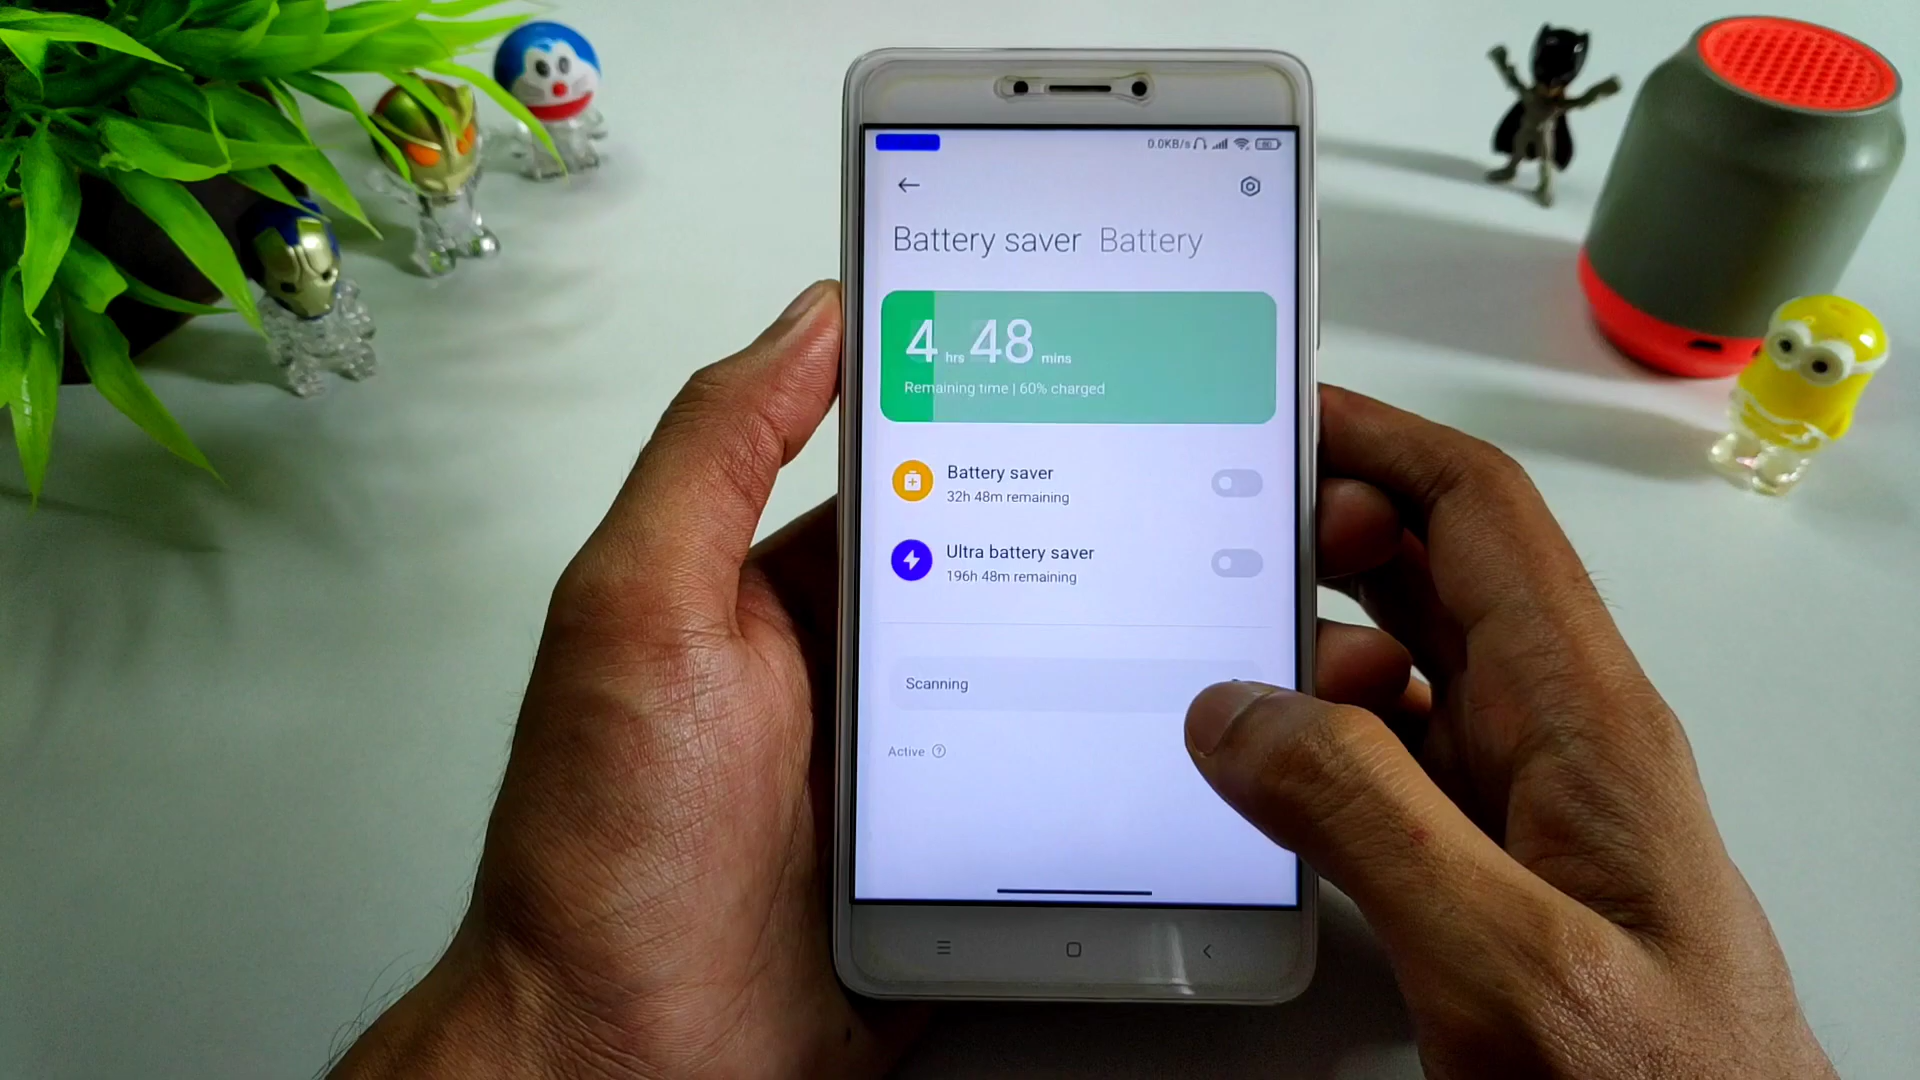 0.0KB/s
Battery saver Battery
4 hrs 48 mins
Remaining time | 60% charged
Battery saver
32h 48m remaining
Ultra battery saver
196h 48m remaining
Scanning
Active ?